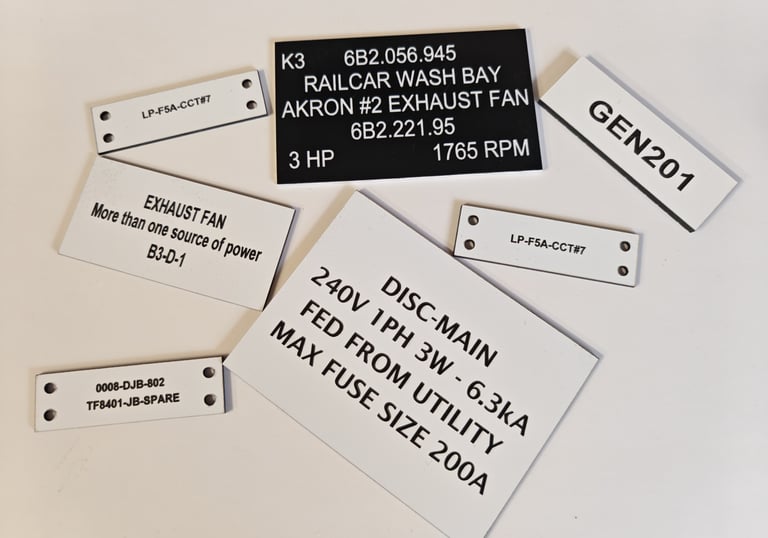 LP-F5A-CCT#7
K3 6B2.056.945
RAILCAR WASH BAY
AKRON #2 EXHAUST FAN
6B2.221.95
3 HP 1765 RPM
GEN201
EXHAUST FAN
More than one source of power
B3-D-1
LP-F5A-CCT#7
DISC-MAIN
240V 1PH 3W - 6.3kA
FED FROM UTILITY
MAX FUSE SIZE 200A
0008-DJB-802
TF8401-JB-SPARE